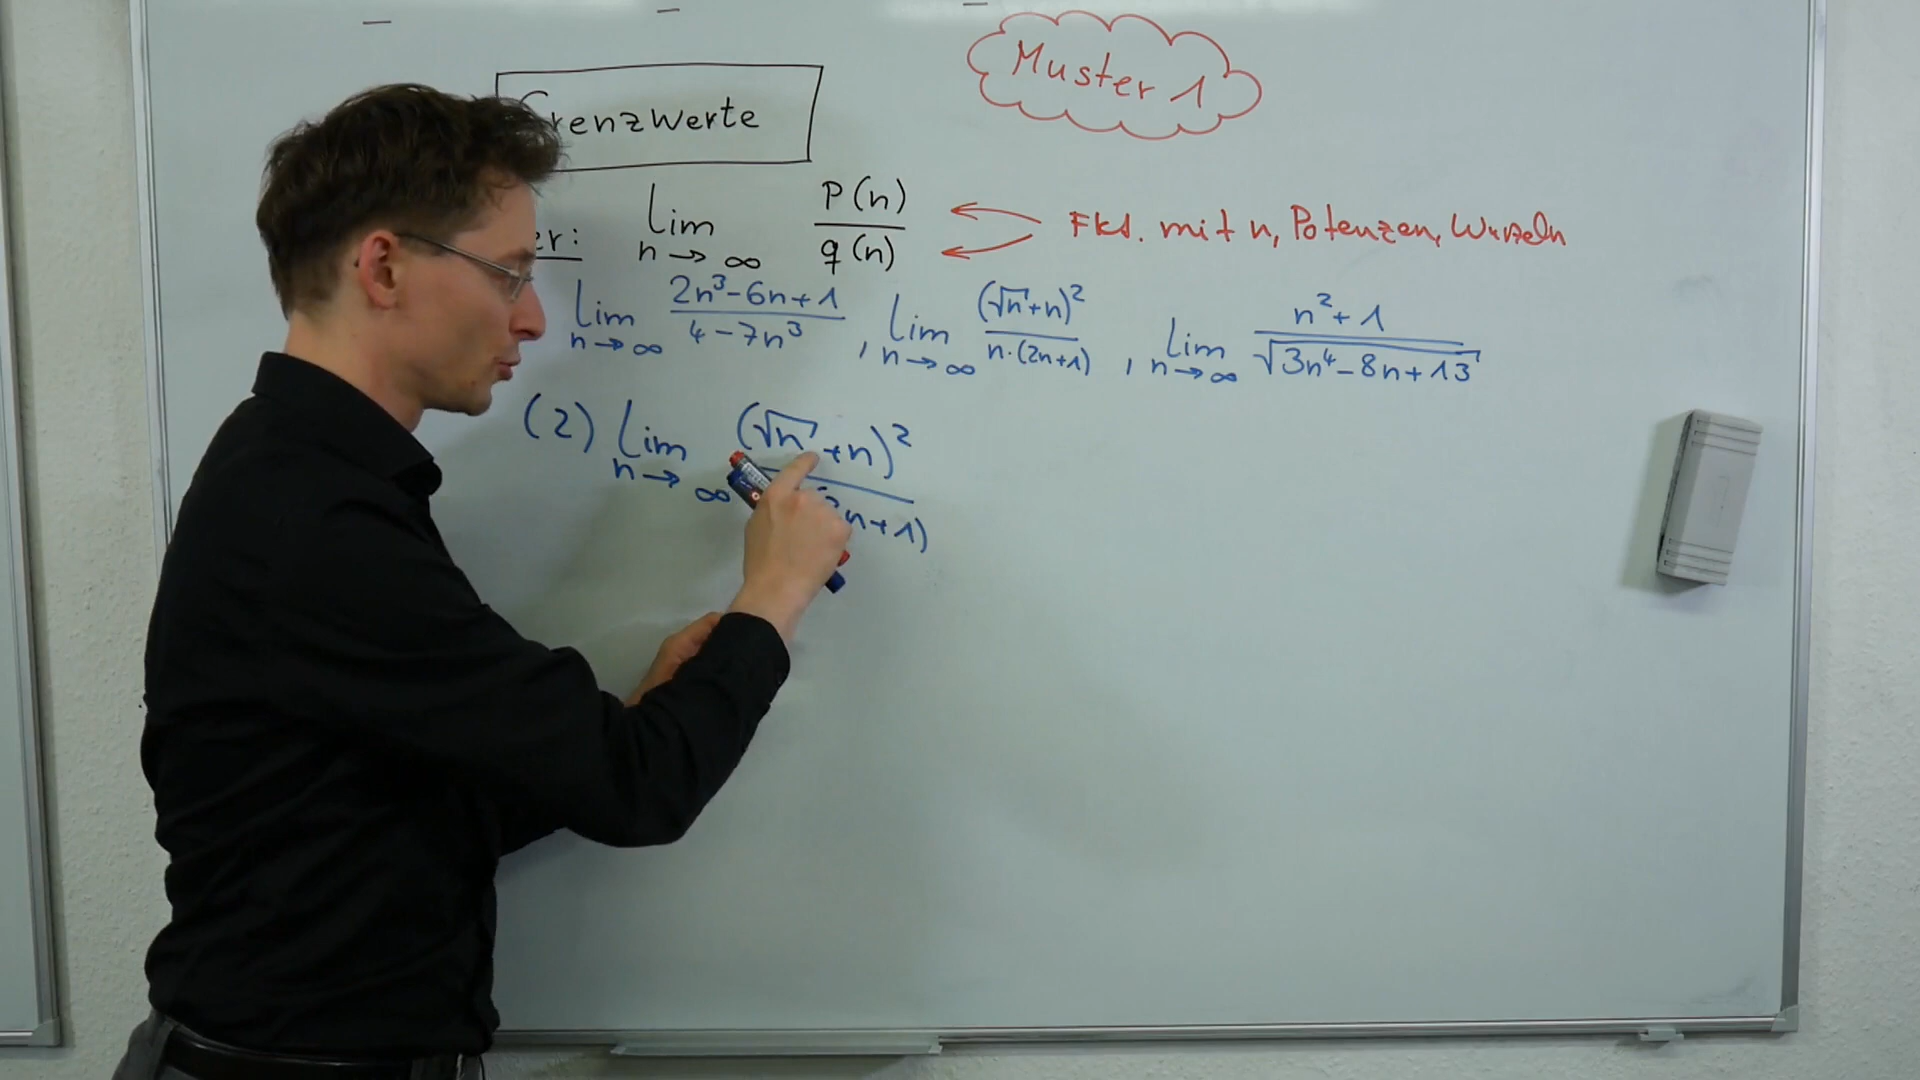 Muster 1
Grenzwerte
er: lim n→∞ p(n)/q(n) Fkt. mit n, Potenzen, Wurzeln
lim n→∞ (2n³-6n+1)/(4-7n³), lim n→∞ (√n+n)²/(n·(2n+1)), lim n→∞ (n²+1)/√(3n⁴-8n+13)
(2) lim n→∞ (√n+n)²/(2n+1)